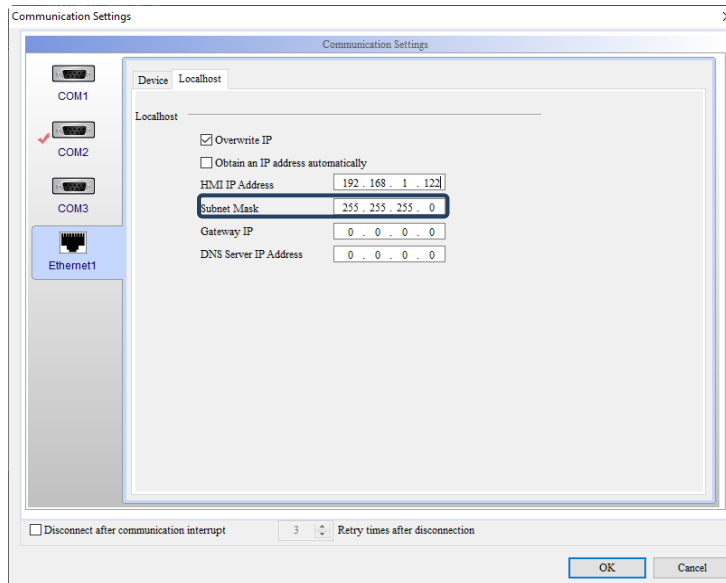 Communication Settings
Communication Settings
COM1
COM2
COM3
Ethernet1
Device Localhost
Localhost
Overwrite IP
Obtain an IP address automatically
HMI IP Address 192 . 168 . 1 . 122
Subnet Mask 255 . 255 . 255 . 0
Gateway IP 0 . 0 . 0 . 0
DNS Server IP Address 0 . 0 . 0 . 0
Disconnect after communication interrupt 3 Retry times after disconnection
OK Cancel